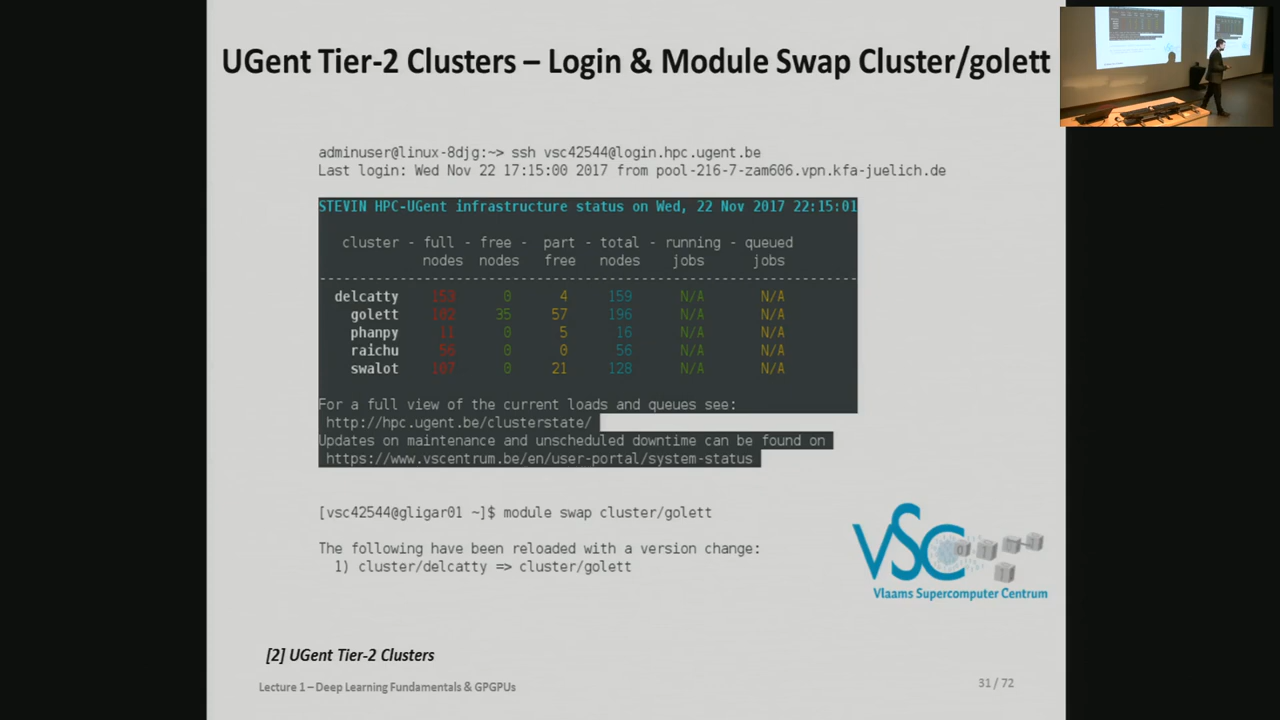 UGent Tier-2 Clusters – Login & Module Swap Cluster/golett
adminuser@linux-8djg:~> ssh vsc42544@login.hpc.ugent.be
Last login: Wed Nov 22 17:15:00 2017 from pool-216-7-zam606.vpn.kfa-juelich.de
STEVIN HPC-UGent infrastructure status on Wed, 22 Nov 2017 22:15:01
cluster - full - free - part - total - running - queued
nodes nodes free nodes jobs jobs
-------------------------------------------------------------------
delcatty 153 0 4 159 N/A N/A
golett 102 35 57 196 N/A N/A
phanpy 11 0 5 16 N/A N/A
raichu 56 0 0 56 N/A N/A
swalot 107 0 21 128 N/A N/A
For a full view of the current loads and queues see:
http://hpc.ugent.be/clusterstate/
Updates on maintenance and unscheduled downtime can be found on
https://www.vscentrum.be/en/user-portal/system-status
[vsc42544@gligar01 ~]$ module swap cluster/golett
The following have been reloaded with a version change:
1) cluster/delcatty => cluster/golett
VSC
Vlaams Supercomputer Centrum
[2] UGent Tier-2 Clusters
Lecture 1 – Deep Learning Fundamentals & GPGPUs
31 / 72